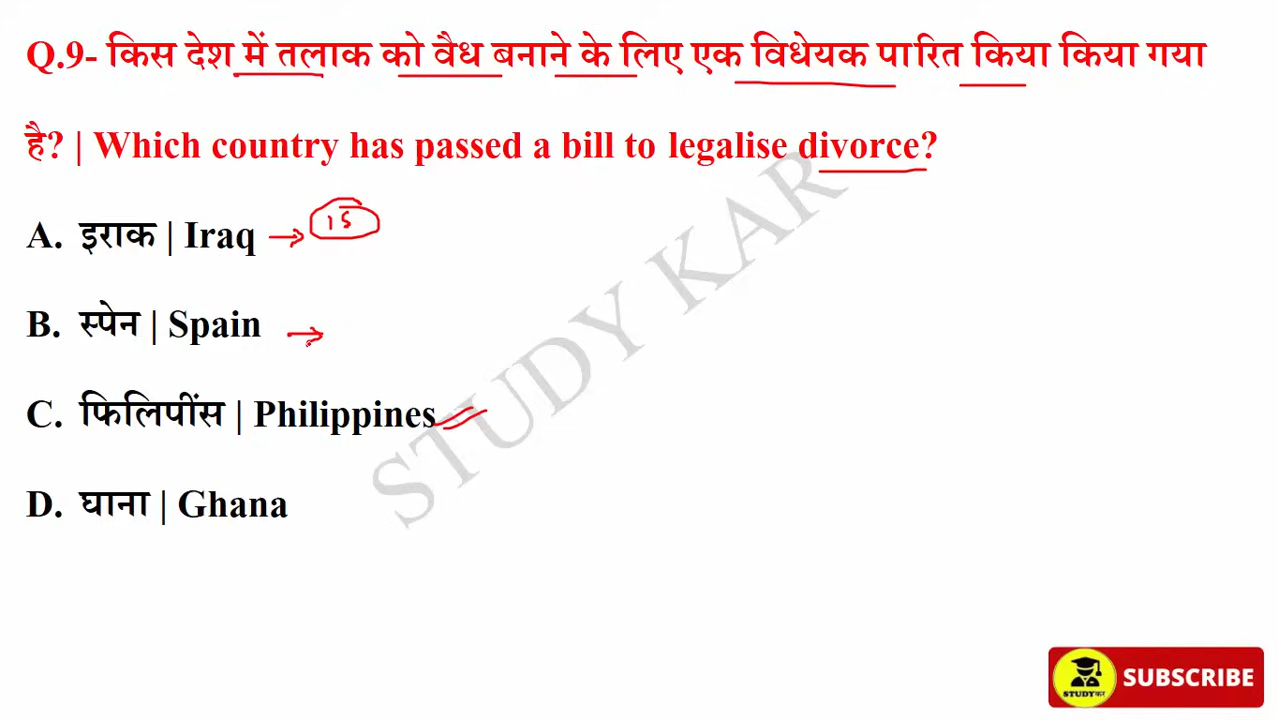 Q.9- किस देश में तलाक को वैध बनाने के लिए एक विधेयक पारित किया किया गया
है? | Which country has passed a bill to legalise divorce?
A. इराक | Iraq → 15
B. स्पेन | Spain →
C. फिलिपींस | Philippines
D. घाना | Ghana
STUDY KAR
SUBSCRIBE
STUDYकर